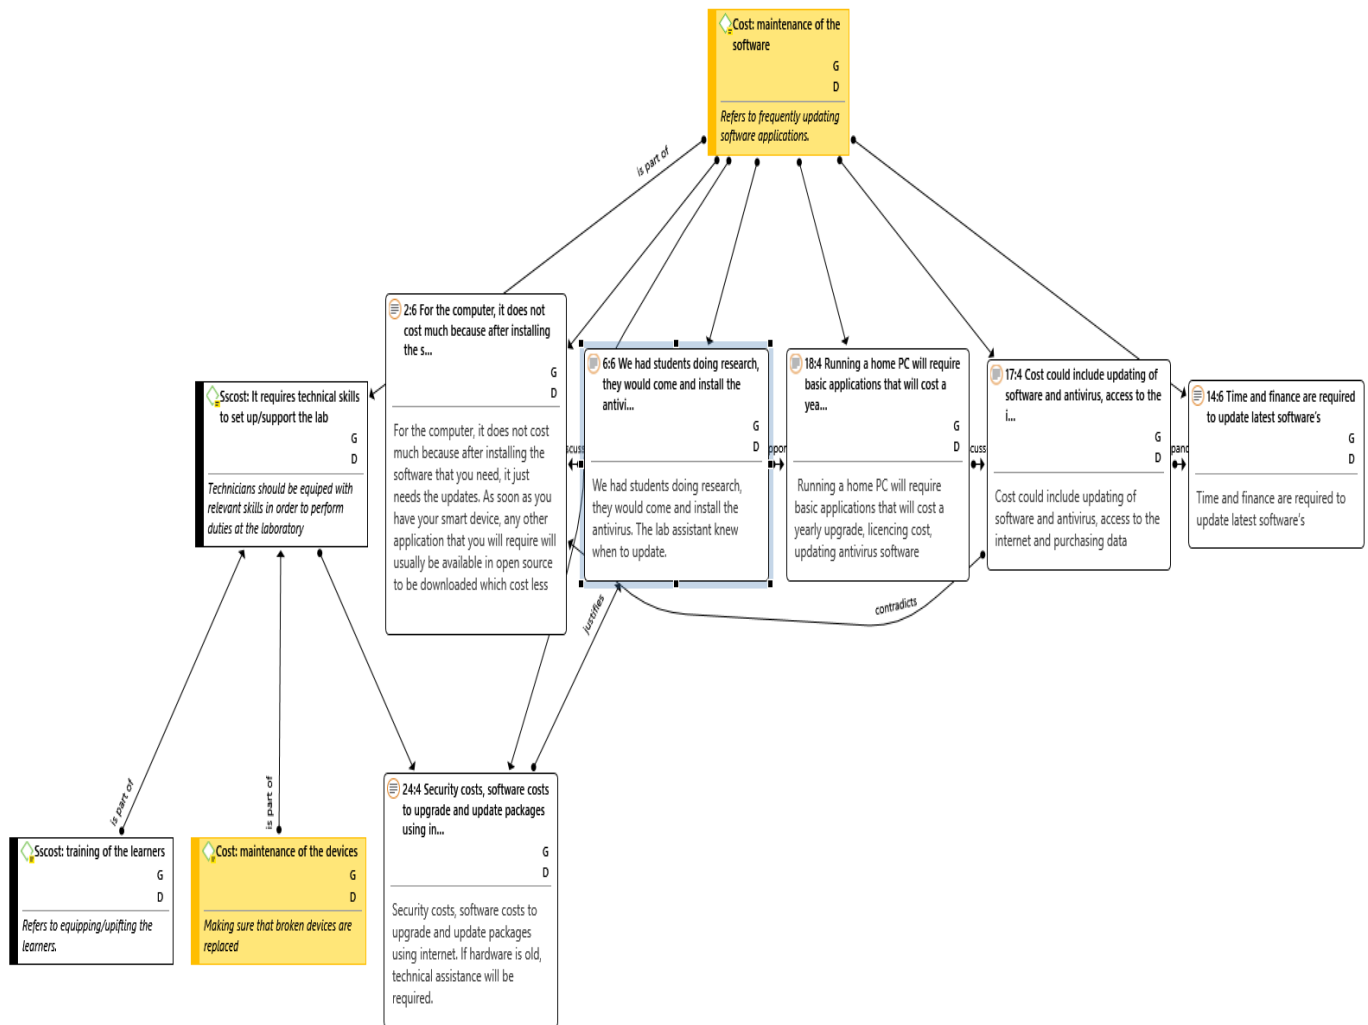 Cost: maintenance of the
software
G
D
Refers to frequently updating
software applications.
is part of
2:6 For the computer, it does not
cost much because after installing
the s...
G
D
For the computer, it does not cost
much because after installing the
software that you need, it just
needs the updates. As soon as you
have your smart device, any other
application that you will require will
usually be available in open source
to be downloaded which cost less
cuss
6:6 We had students doing research,
they would come and install the
antivi...
G
D
We had students doing research,
they would come and install the
antivirus. The lab assistant knew
when to update.
ppor
18:4 Running a home PC will require
basic applications that will cost a
yea...
G
D
Running a home PC will require
basic applications that will cost a
yearly upgrade, licencing cost,
updating antivirus software
cuss
17:4 Cost could include updating of
software and antivirus, access to the
i...
G
D
Cost could include updating of
software and antivirus, access to the
internet and purchasing data
pand
14:6 Time and finance are required
to update latest software's
G
D
Time and finance are required to
update latest software's
Sscost: It requires technical skills
to set up/support the lab
G
D
Technicians should be equiped with
relevant skills in order to perform
duties at the laboratory
justifies
contradicts
is part of
is part of
Sscost: training of the learners
G
D
Refers to equipping/upifting the
learners.
Cost: maintenance of the devices
G
D
Making sure that broken devices are
replaced
24:4 Security costs, software costs
to upgrade and update packages
using in...
G
D
Security costs, software costs to
upgrade and update packages
using internet. If hardware is old,
technical assistance will be
required.